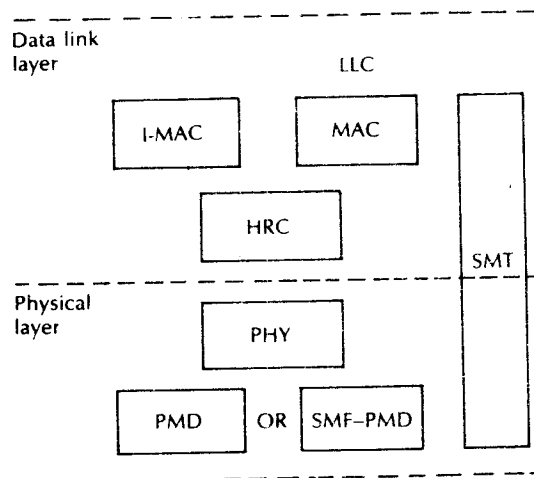 Data link
layer
LLC
I-MAC
MAC
HRC
SMT
Physical
layer
PHY
PMD OR SMF-PMD